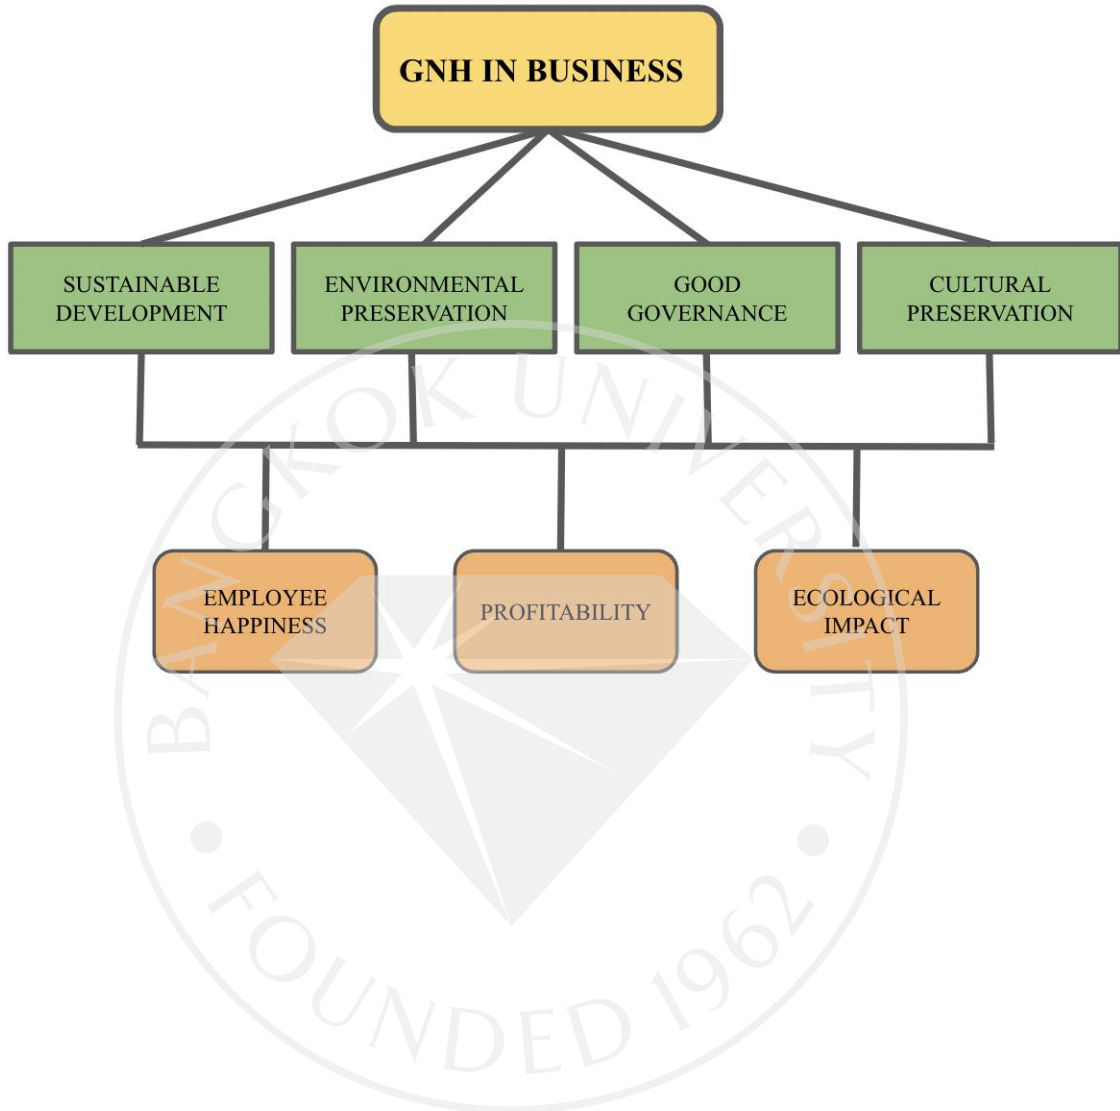 GNH IN BUSINESS
SUSTAINABLE
DEVELOPMENT
ENVIRONMENTAL
PRESERVATION
GOOD
GOVERNANCE
CULTURAL
PRESERVATION
EMPLOYEE
HAPPINESS
PROFITABILITY
ECOLOGICAL
IMPACT
BANGKOK UNIVERSITY
FOUNDED 1962